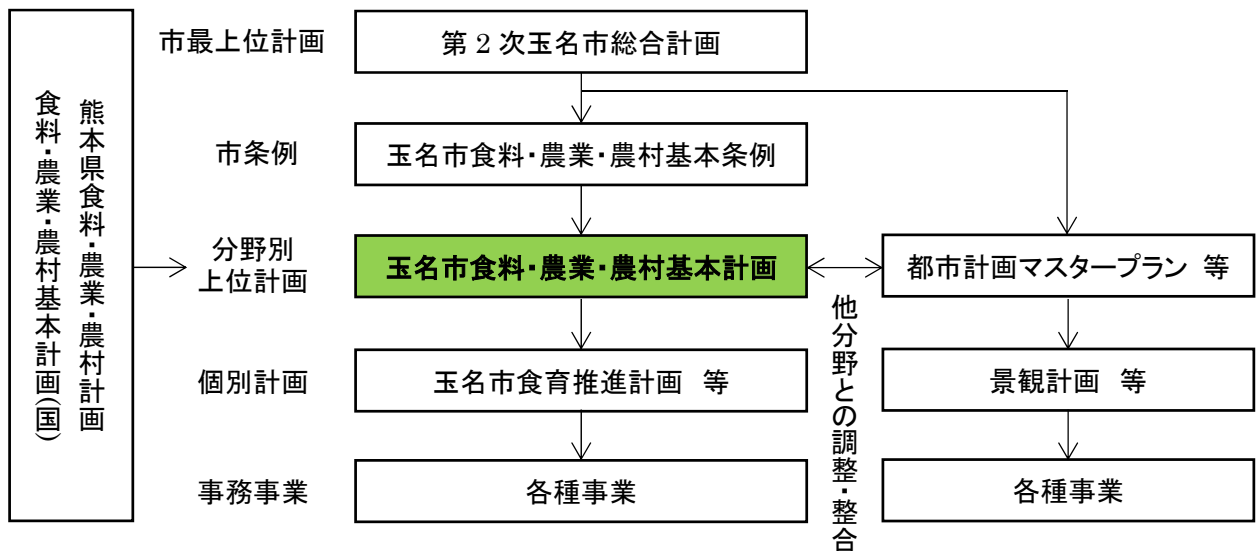 熊本県食料・農業・農村計画
食料・農業・農村基本計画(国)
市最上位計画
第2次玉名市総合計画
市条例
玉名市食料・農業・農村基本条例
分野別
上位計画
玉名市食料・農業・農村基本計画
都市計画マスタープラン 等
他分野との調整・整合
個別計画
玉名市食育推進計画 等
景観計画 等
事務事業
各種事業
各種事業